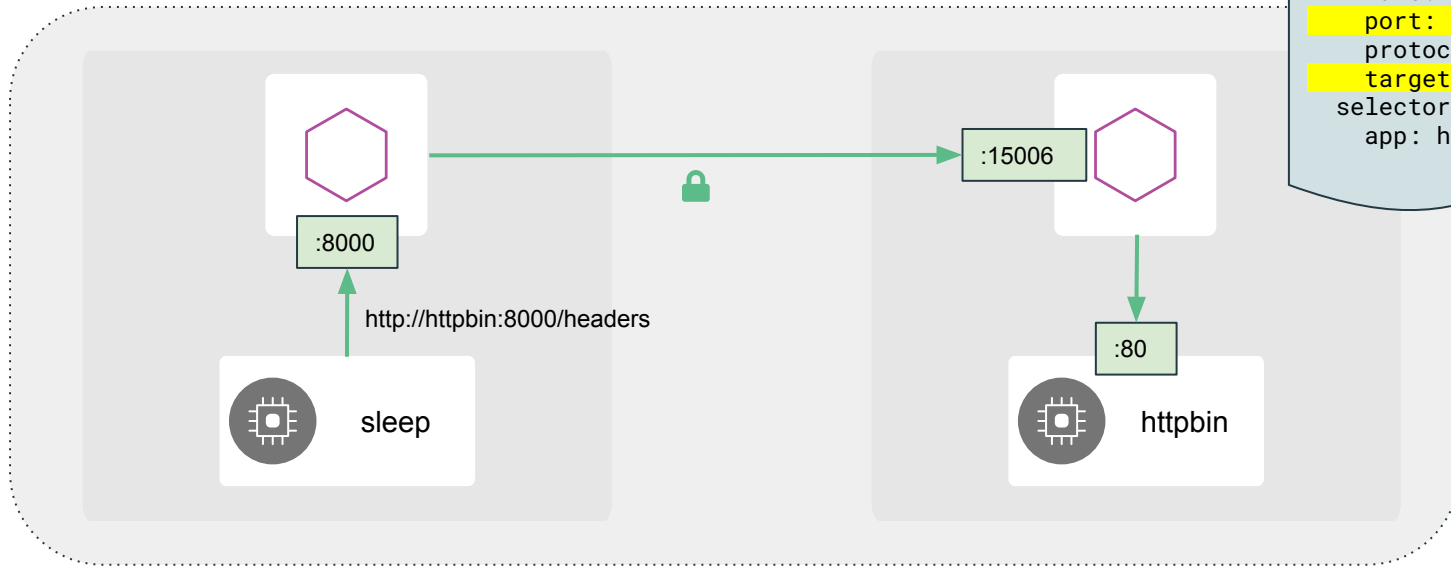 port:
protoc
target
selector
app: h
:15006
:8000
http://httpbin:8000/headers
:80
sleep
httpbin